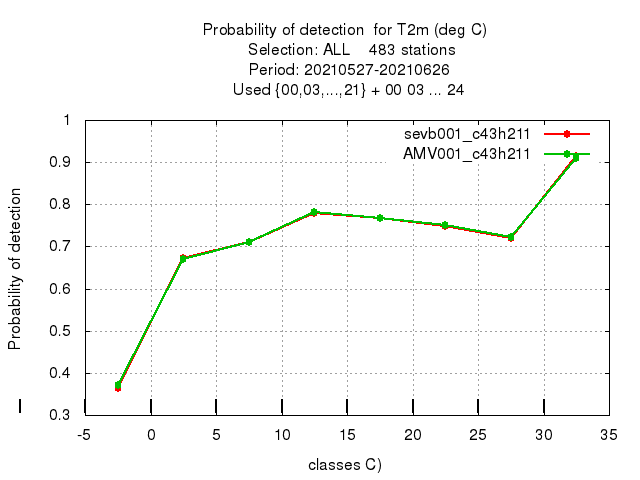 Probability of detection  for T2m (deg C)
Selection: ALL    483 stations
Period: 20210527-20210626
Used {00,03,...,21} + 00 03 ... 24
sevb001_c43h211
AMV001_c43h211
Probability of detection
1
0.9
0.8
0.7
0.6
0.5
0.4
0.3
-5 0 5 10 15 20 25 30 35
classes C)